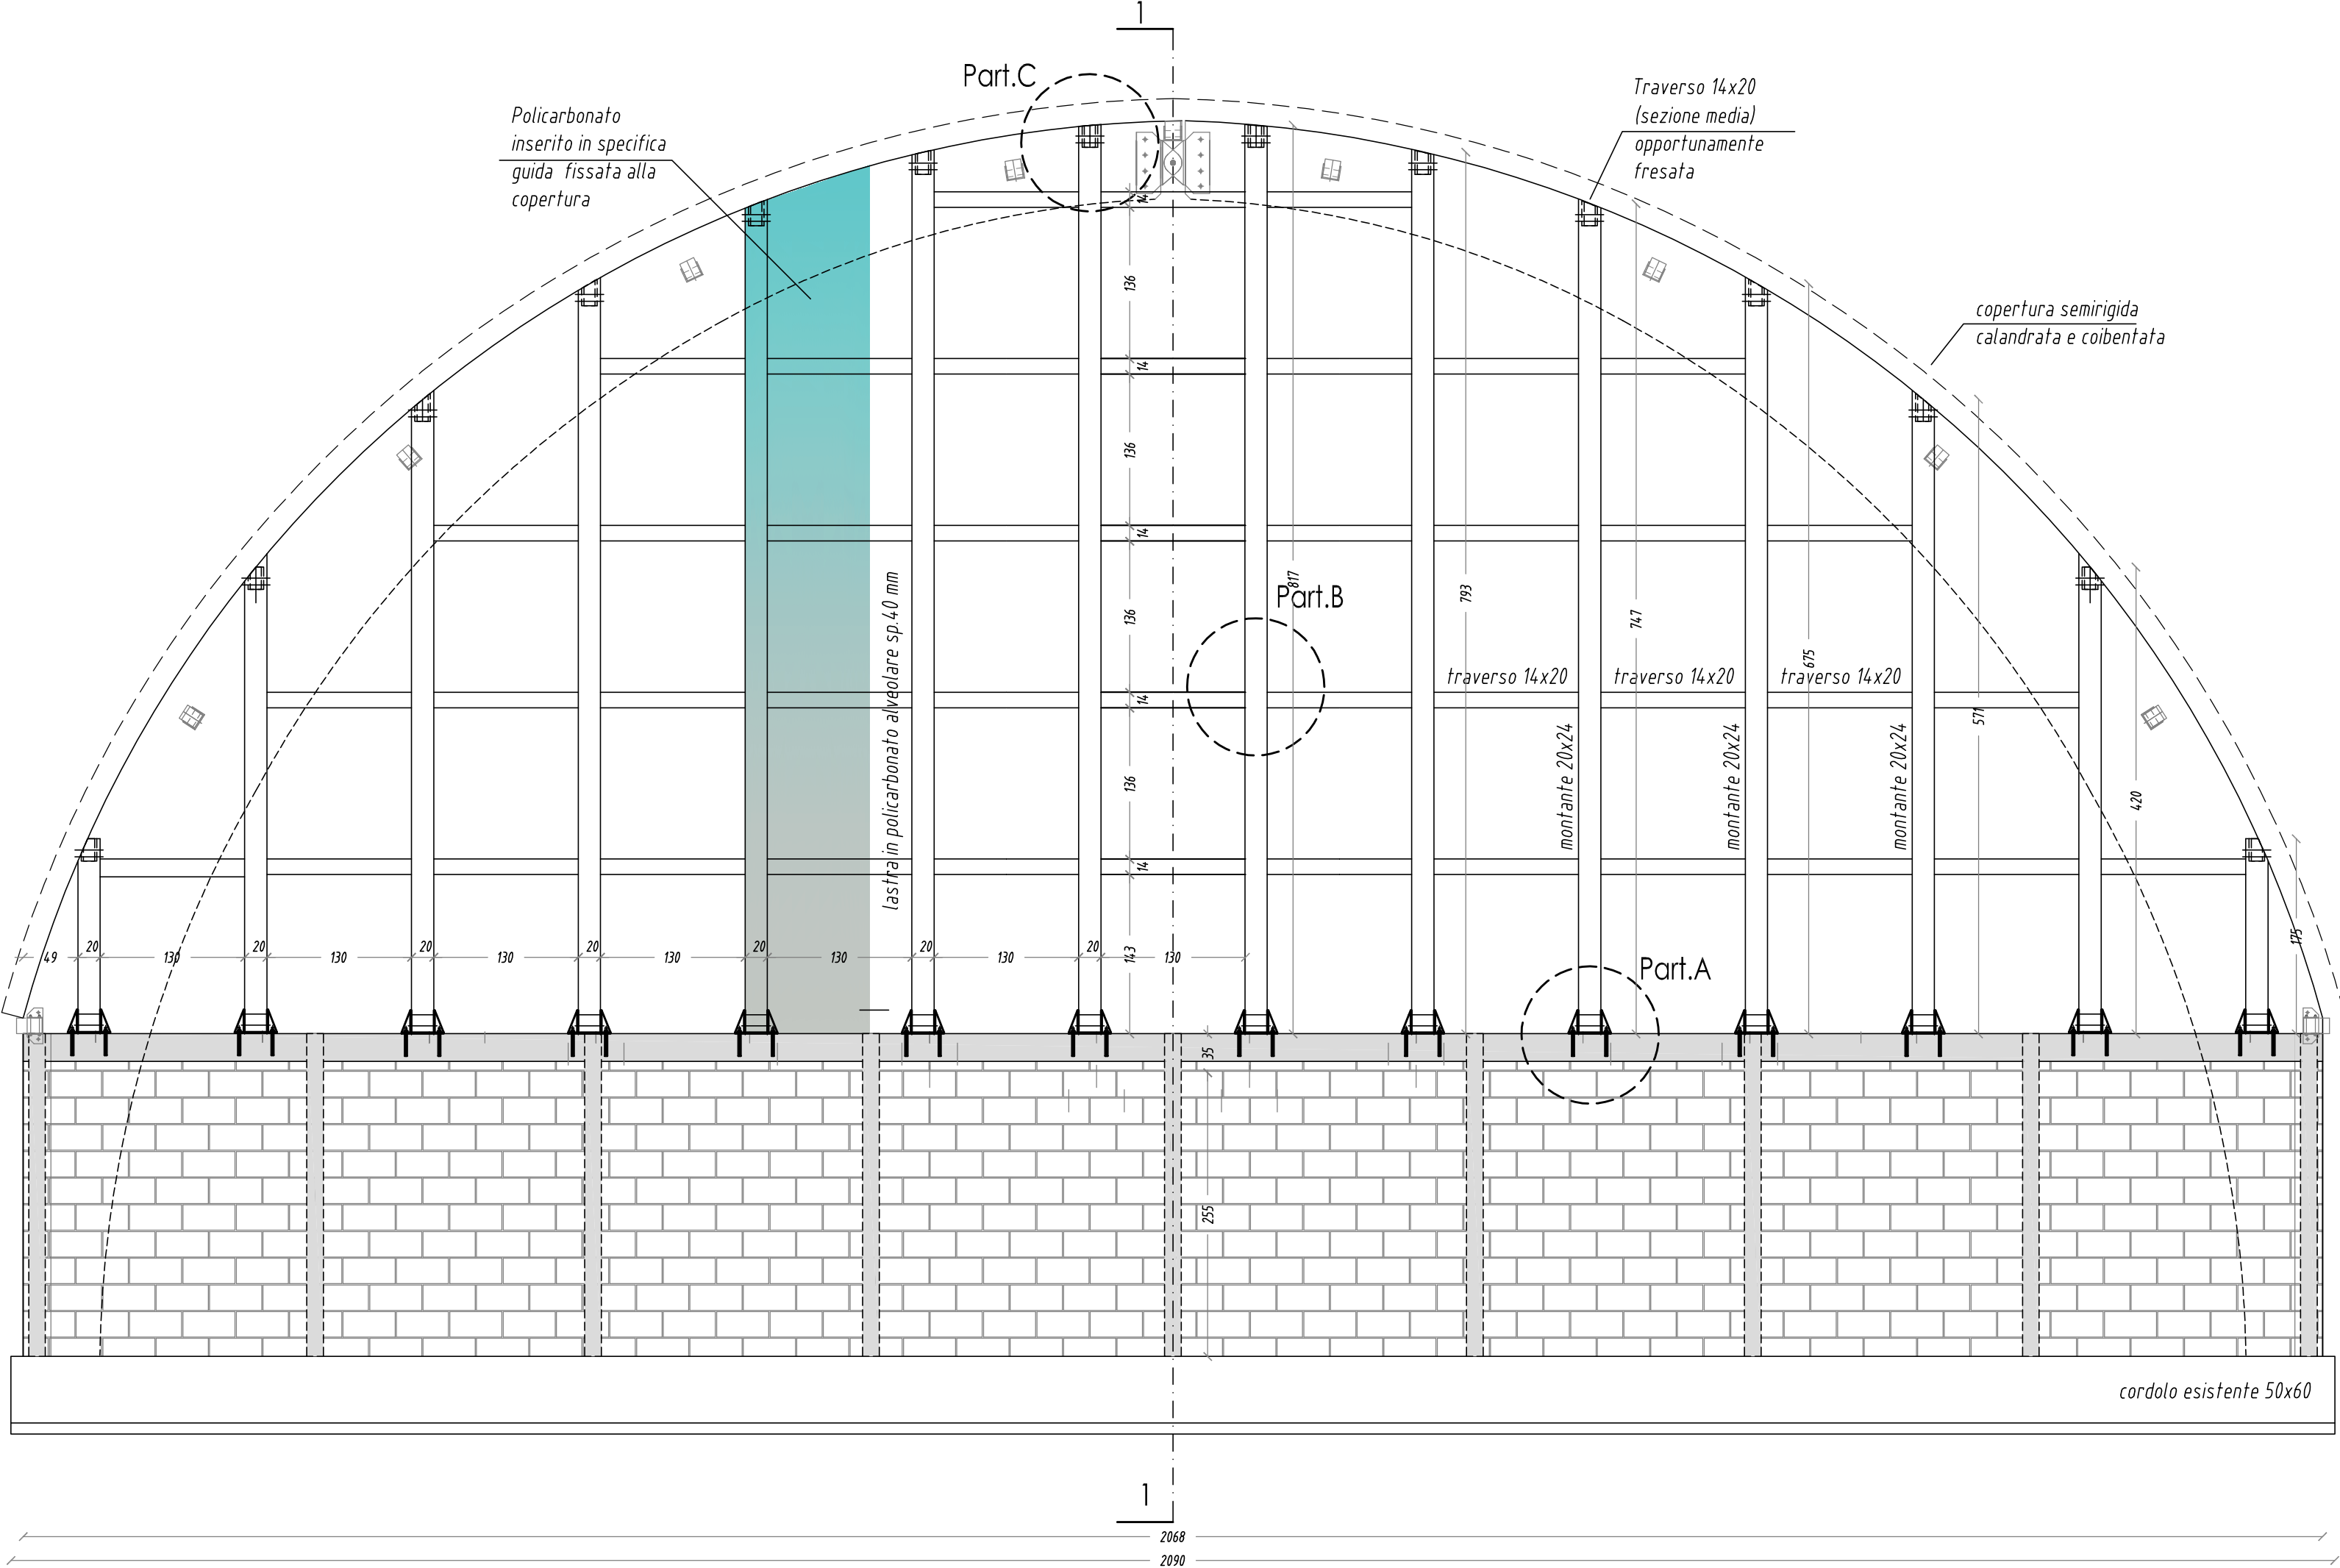 1
Part.C
Policarbonato
inserito in specifica
guida fissata alla
copertura
Traverso 14x20
(sezione media)
opportunamente
fresata
copertura semirigida
calandrata e coibentata
14
136
14
136
14
136
14
136
14
143
lastra in policarbonato alveolare sp.40 mm
817
793
747
675
571
420
175
Part.B
traverso 14x20
traverso 14x20
traverso 14x20
montante 20x24
montante 20x24
montante 20x24
Part.A
49
20
130
20
130
20
130
20
130
20
130
20
130
20
130
35
255
cordolo esistente 50x60
1
2068
2090